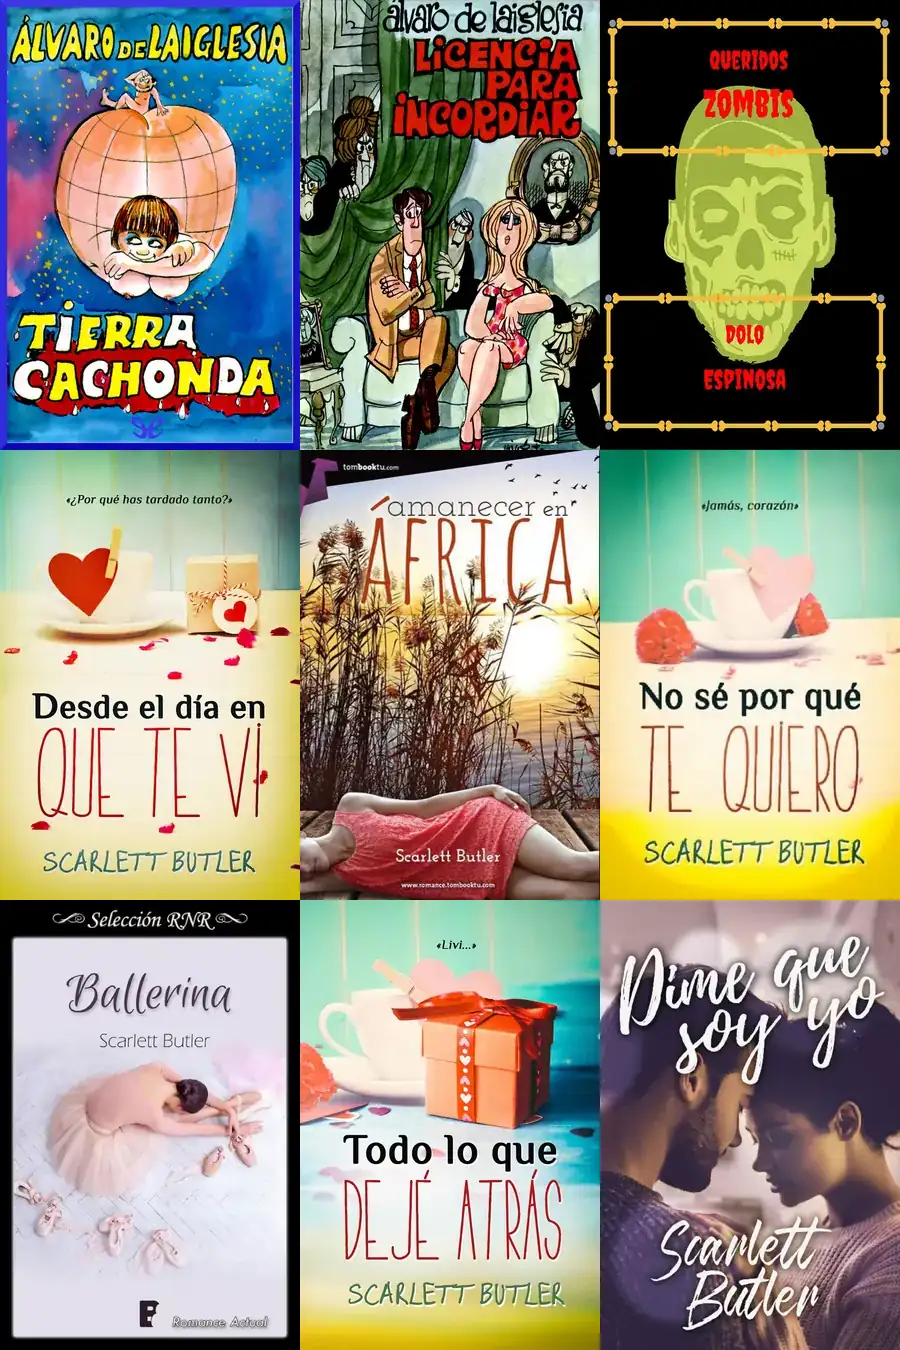 ÁLVARO DE LAIGLESIA
TIERRA
CACHONDA
álvaro de laiglesia
LICENCIA
PARA
INCORDIAR
QUERIDOS
ZOMBIS
DOLO
ESPINOSA
«¿Por qué has tardado tanto?»
Desde el día en
QUE TE VI
SCARLETT BUTLER
tombooktu.com
amanecer en
ÁFRICA
Scarlett Butler
www.romance.tombooktu.com
«Jamás, corazón»
No sé por qué
TE QUIERO
SCARLETT BUTLER
Selección RNR
Ballerina
Scarlett Butler
B
Romance Actual
«Livi...»
Todo lo que
DEJÉ ATRÁS
SCARLETT BUTLER
Dime que
soy yo
Scarlett
Butler